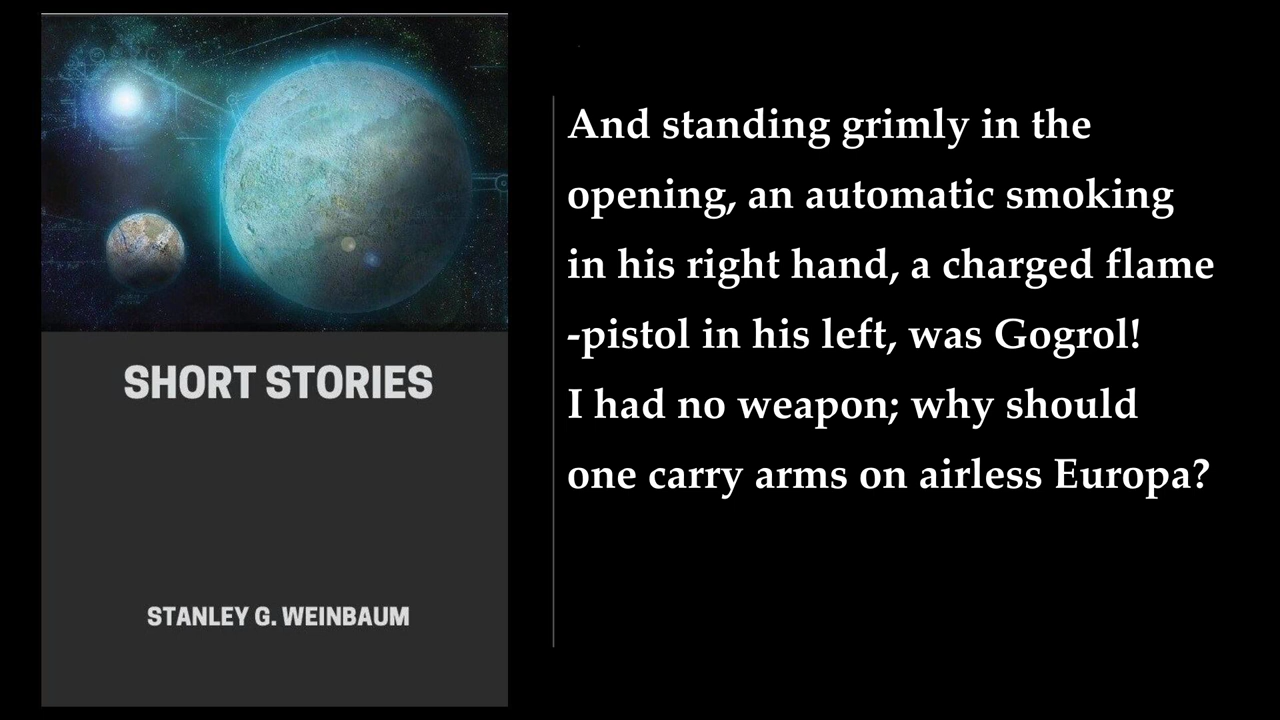 SHORT STORIES
STANLEY G. WEINBAUM
And standing grimly in the
opening, an automatic smoking
in his right hand, a charged flame
-pistol in his left, was Gogrol!
I had no weapon; why should
one carry arms on airless Europa?